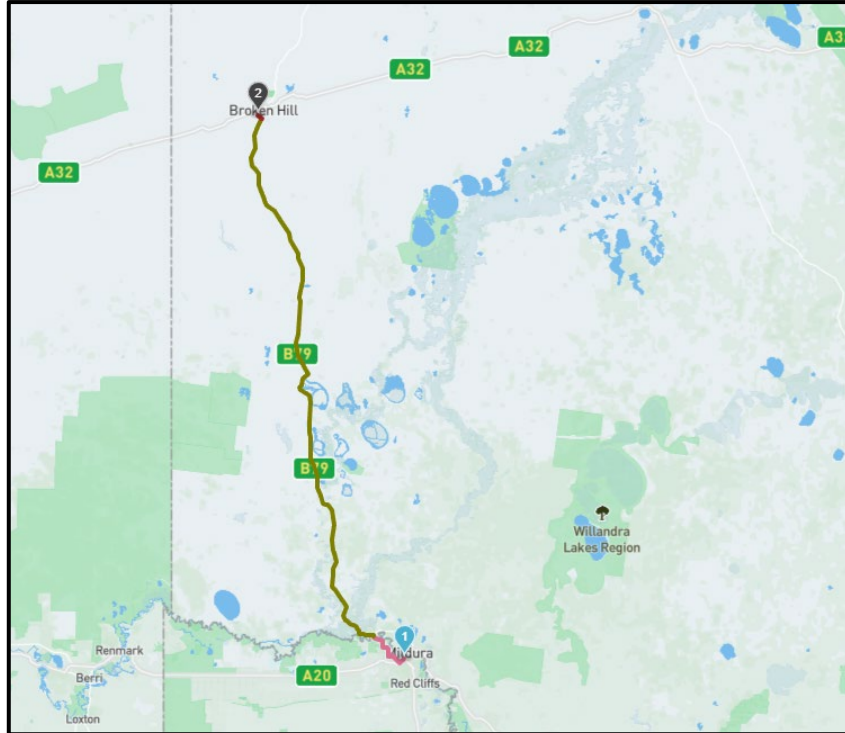 A32
A32
A32
2
Broken Hill
A32
B79
B79
Willandra
Lakes Region
1
Mildura
Renmark
A20
Berri
Red Cliffs
Loxton